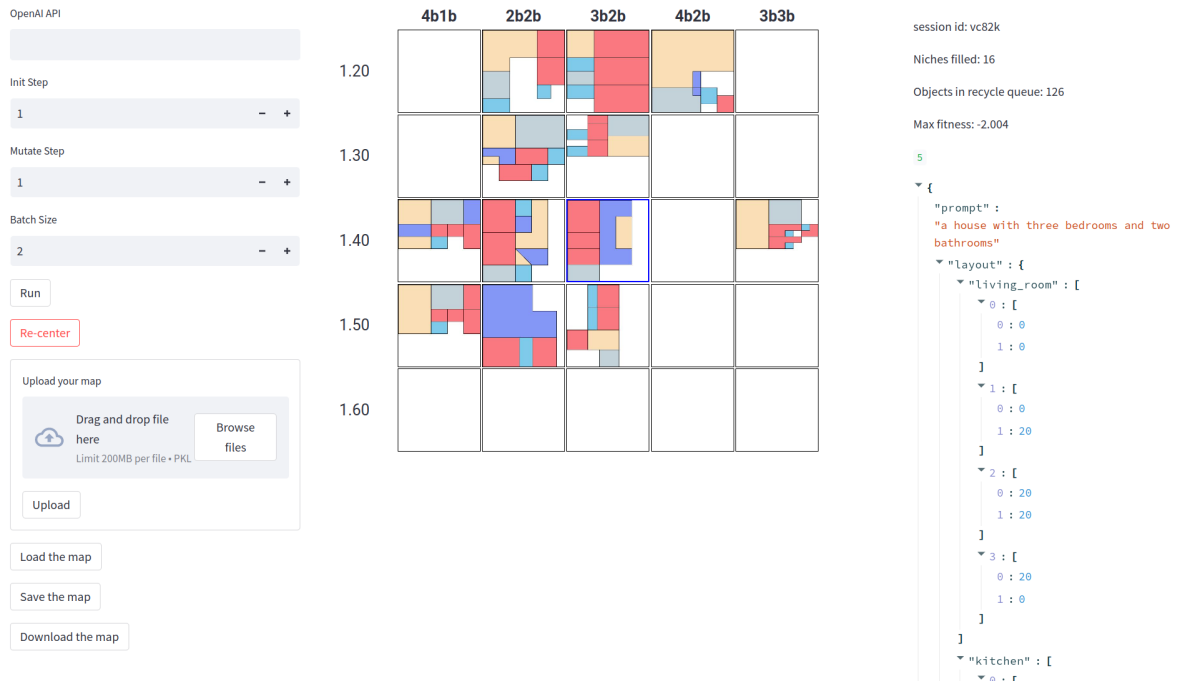 OpenAI API
Init Step
1
Mutate Step
1
Batch Size
2
Run
Re-center
Upload your map
Drag and drop file
here
Limit 200MB per file • PKL
Browse
files
Upload
Load the map
Save the map
Download the map
4b1b 2b2b 3b2b 4b2b 3b3b
1.20
1.30
1.40
1.50
1.60
session id: vc82k
Niches filled: 16
Objects in recycle queue: 126
Max fitness: -2.004
5
{
"prompt" :
"a house with three bedrooms and two
bathrooms"
"layout" : {
"living_room" : [
0 : [
0 : 0
1 : 0
]
1 : [
0 : 0
1 : 20
]
2 : [
0 : 20
1 : 20
]
3 : [
0 : 20
1 : 0
]
]
"kitchen" : [
0 : [